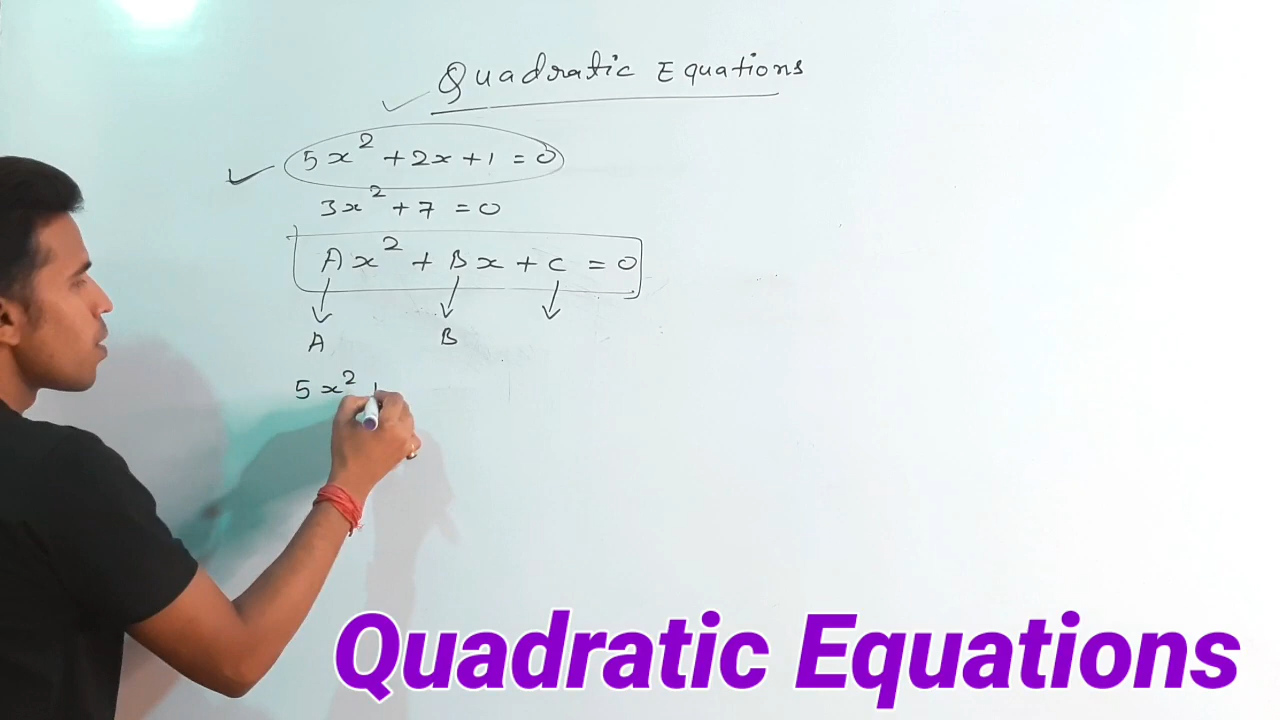 Quadratic Equations
5x² + 2x + 1 = 0
3x² + 7 = 0
Ax² + Bx + C = 0
A B
5x² +
Quadratic Equations